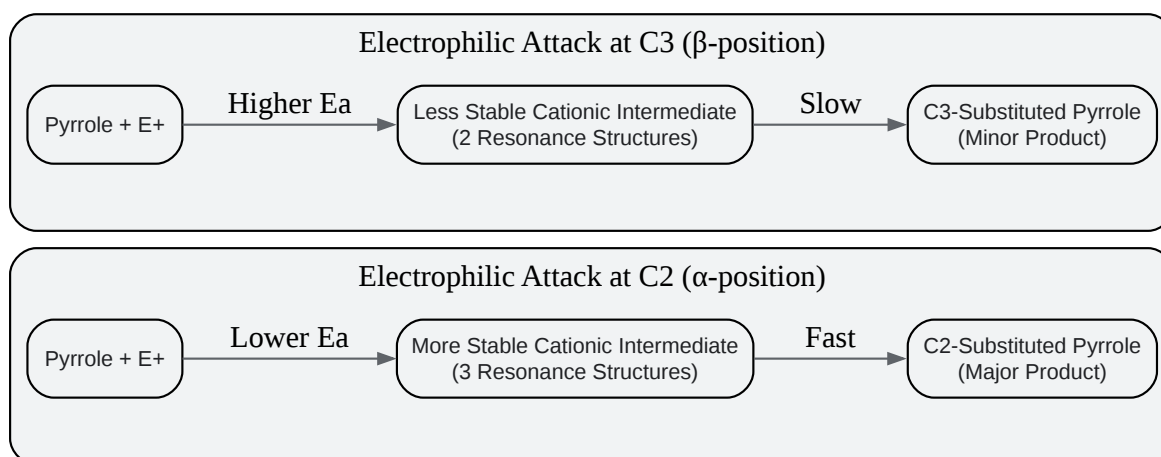 Electrophilic Attack at C3 (β-position)
Pyrrole + E+
Higher Ea
Less Stable Cationic Intermediate
(2 Resonance Structures)
Slow
C3-Substituted Pyrrole
(Minor Product)
Electrophilic Attack at C2 (α-position)
Pyrrole + E+
Lower Ea
More Stable Cationic Intermediate
(3 Resonance Structures)
Fast
C2-Substituted Pyrrole
(Major Product)